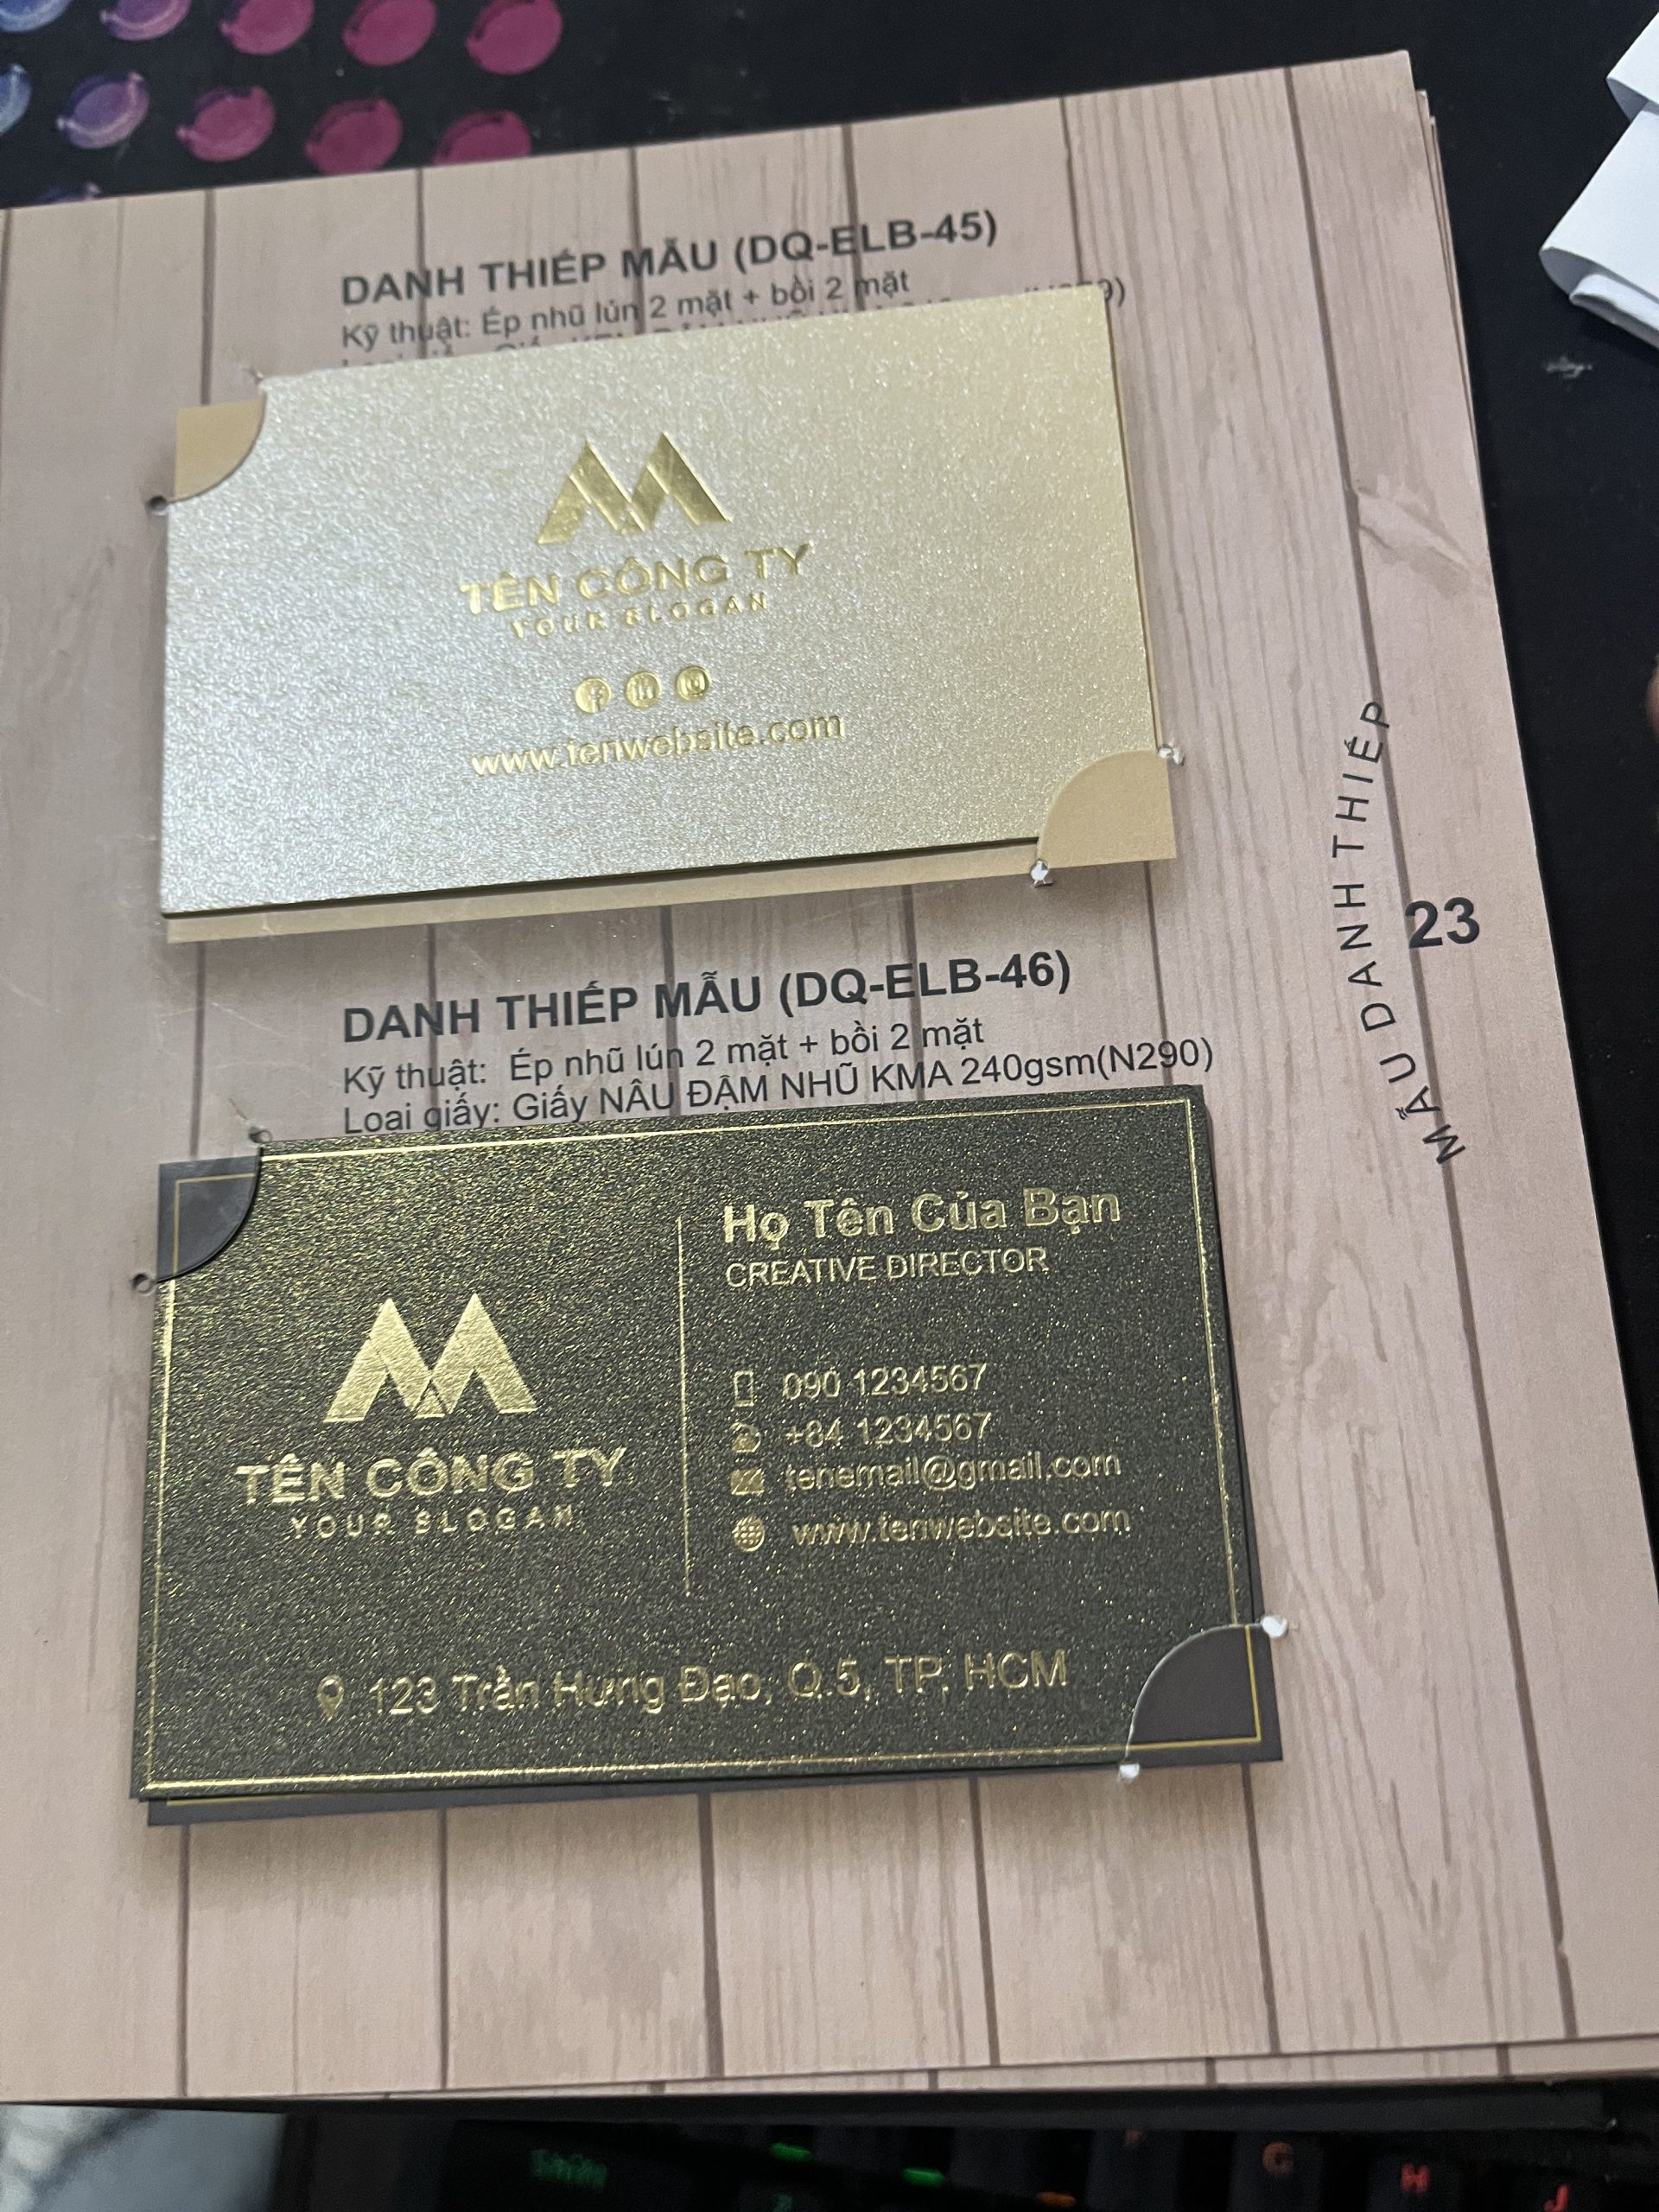 DANH THIẾP MẪU (DQ-ELB-45)
Kỹ thuật: Ép nhũ lún 2 mặt + bồi 2 mặt
TÊN CÔNG TY
YOUR SLOGAN
www.tenwebsite.com
DANH THIẾP MẪU (DQ-ELB-46)
Kỹ thuật: Ép nhũ lún 2 mặt + bồi 2 mặt
Loại giấy: Giấy NÂU ĐẬM NHŨ KMA 240gsm(N290)
TÊN CÔNG TY
YOUR SLOGAN
Họ Tên Của Bạn
CREATIVE DIRECTOR
090 1234567
+84 1234567
tenemail@gmail.com
www.tenwebsite.com
123 Trần Hưng Đạo, Q.5, TP. HCM
MẪU DANH THIẾP
23
G
H
J